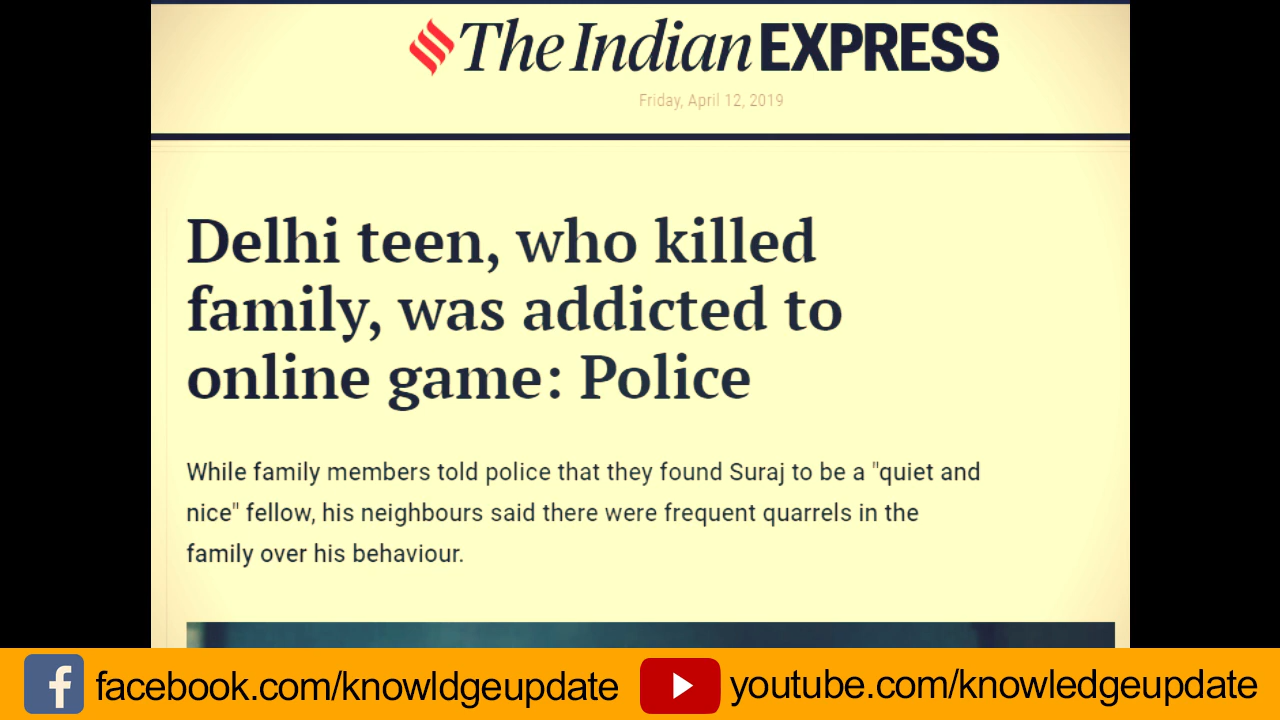 The Indian EXPRESS
Friday, April 12, 2019
Delhi teen, who killed
family, was addicted to
online game: Police
While family members told police that they found Suraj to be a "quiet and
nice" fellow, his neighbours said there were frequent quarrels in the
family over his behaviour.
facebook.com/knowldgeupdate
youtube.com/knowledgeupdate